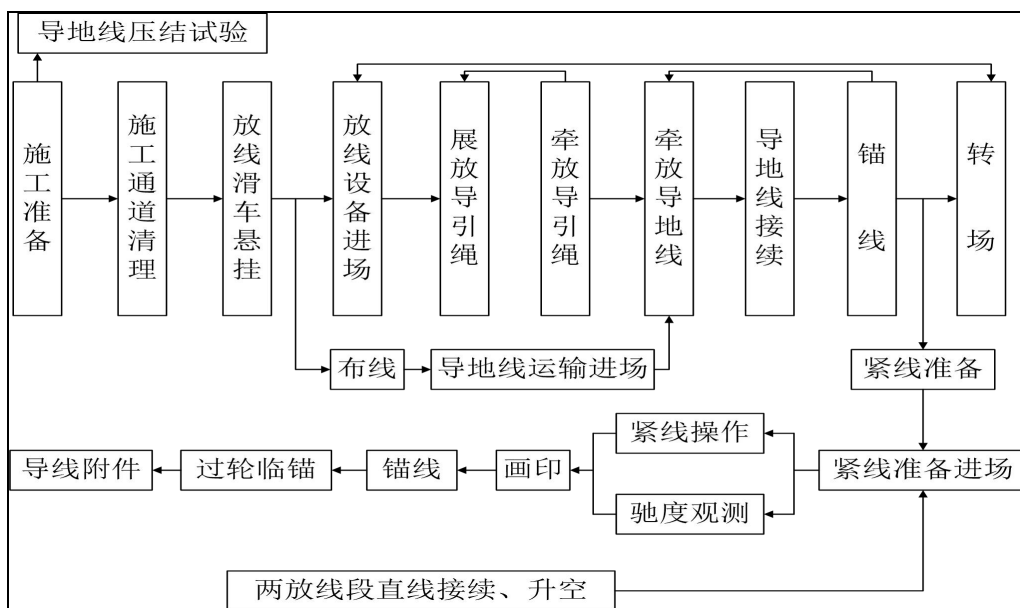 导地线压结试验
施工准备
施工通道清理
放线滑车悬挂
放线设备进场
展放导引绳
牵放导引绳
牵放导地线
导地线接续
锚线
转场
布线
导地线运输进场
紧线准备
紧线操作
导线附件
过轮临锚
锚线
画印
紧线准备进场
驰度观测
两放线段直线接续、升空